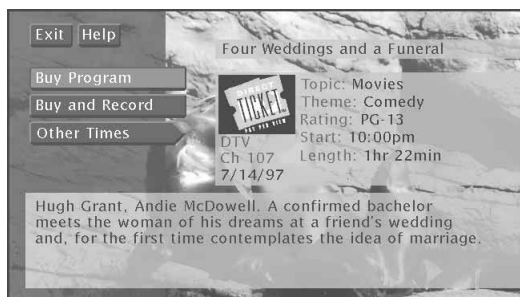 Exit Help
Four Weddings and a Funeral
Buy Program
Buy and Record
Other Times
DIRECT
TICKET
PAY PER VIEW
DTV
Ch 107
7/14/97
Topic: Movies
Theme: Comedy
Rating: PG-13
Start: 10:00pm
Length: 1hr 22min
Hugh Grant, Andie McDowell. A confirmed bachelor
meets the woman of his dreams at a friend's wedding
and, for the first time contemplates the idea of marriage.